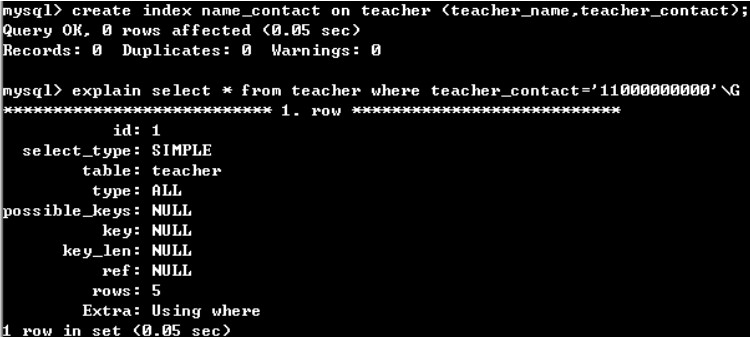 mysql> create index name_contact on teacher (teacher_name,teacher_contact);
Query OK, 0 rows affected (0.05 sec)
Records: 0  Duplicates: 0  Warnings: 0

mysql> explain select * from teacher where teacher_contact='11000000000'\G
*************************** 1. row ***************************
           id: 1
  select_type: SIMPLE
        table: teacher
         type: ALL
possible_keys: NULL
          key: NULL
      key_len: NULL
          ref: NULL
         rows: 5
        Extra: Using where
1 row in set (0.05 sec)